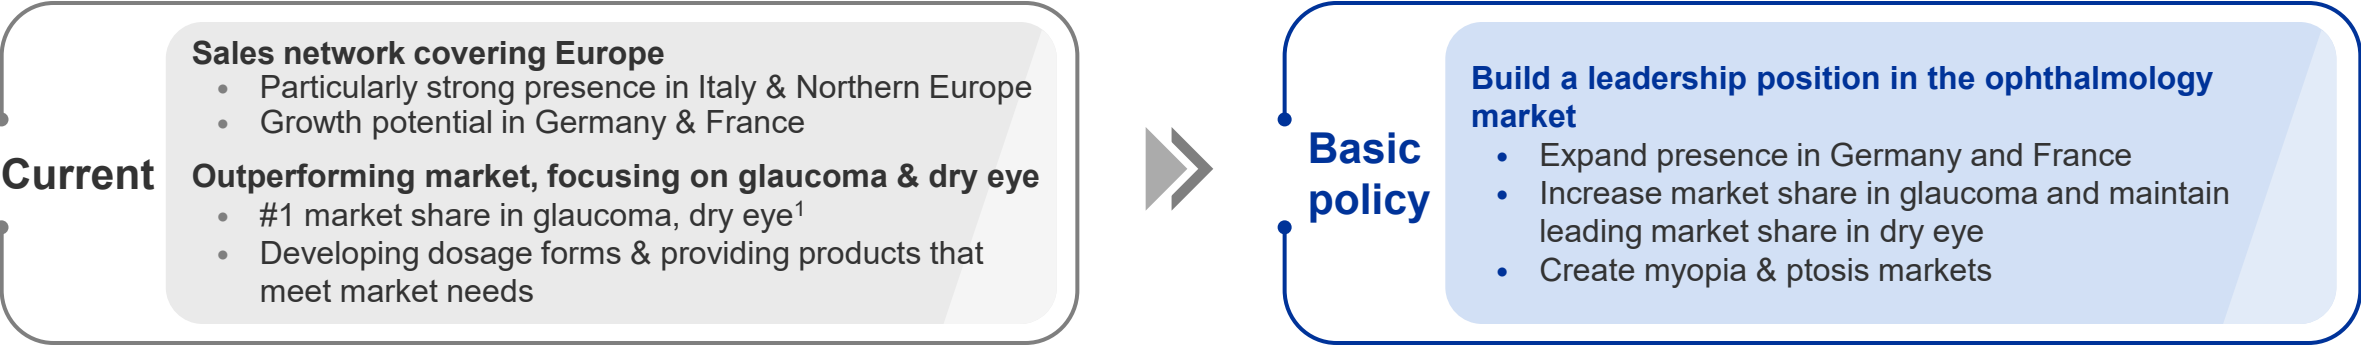 Current
Sales network covering Europe
• Particularly strong presence in Italy & Northern Europe
• Growth potential in Germany & France
Outperforming market, focusing on glaucoma & dry eye
• #1 market share in glaucoma, dry eye1
• Developing dosage forms & providing products that
meet market needs
Basic
policy
Build a leadership position in the ophthalmology
market
• Expand presence in Germany and France
• Increase market share in glaucoma and maintain
leading market share in dry eye
• Create myopia & ptosis markets